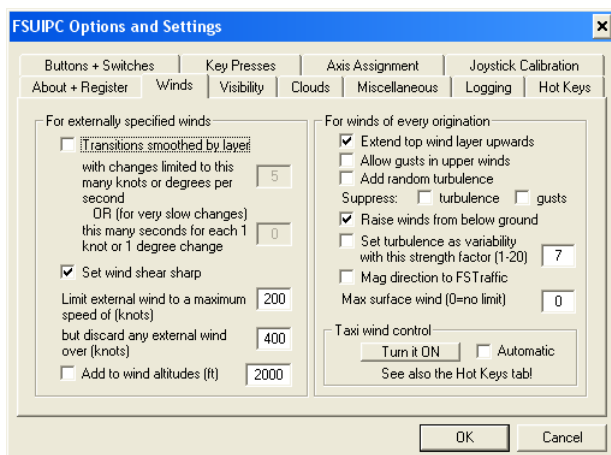 FSUIPC Options and Settings
Buttons + Switches
Key Presses
Axis Assignment
Joystick Calibration
About + Register
Winds
Visibility
Clouds
Miscellaneous
Logging
Hot Keys
For externally specified winds
Transitions smoothed by layer
with changes limited to this
many knots or degrees per
second
5
OR (for very slow changes)
this many seconds for each 1
knot or 1 degree change
0
Set wind shear sharp
Limit external wind to a maximum
speed of (knots)
200
but discard any external wind
over (knots)
400
Add to wind altitudes (ft)
2000
For winds of every origination
Extend top wind layer upwards
Allow gusts in upper winds
Add random turbulence
Suppress: turbulence gusts
Raise winds from below ground
Set turbulence as variability
with this strength factor (1-20)
7
Mag direction to FSTraffic
Max surface wind (0=no limit)
0
Taxi wind control
Turn it ON
Automatic
See also the Hot Keys tab!
OK
Cancel